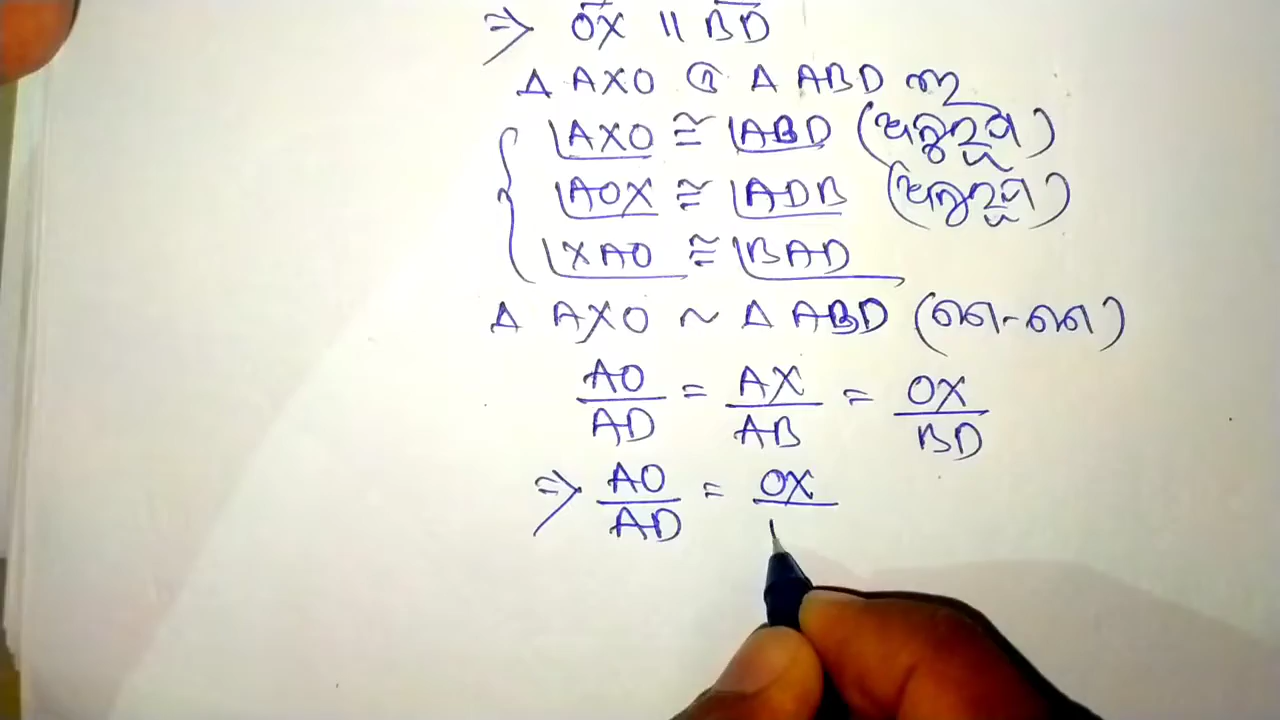 ⇒ OX || BD
Δ AXO ଓ Δ ABD ରେ
∠AXO ≅ ∠ABD (ଅନୁରୂପ)
∠AOX ≅ ∠ADB (ଅନୁରୂପ)
∠XAO ≅ ∠BAD
Δ AXO ~ Δ ABD (କୋ-କୋ)
AO/AD = AX/AB = OX/BD
⇒ AO/AD = OX/